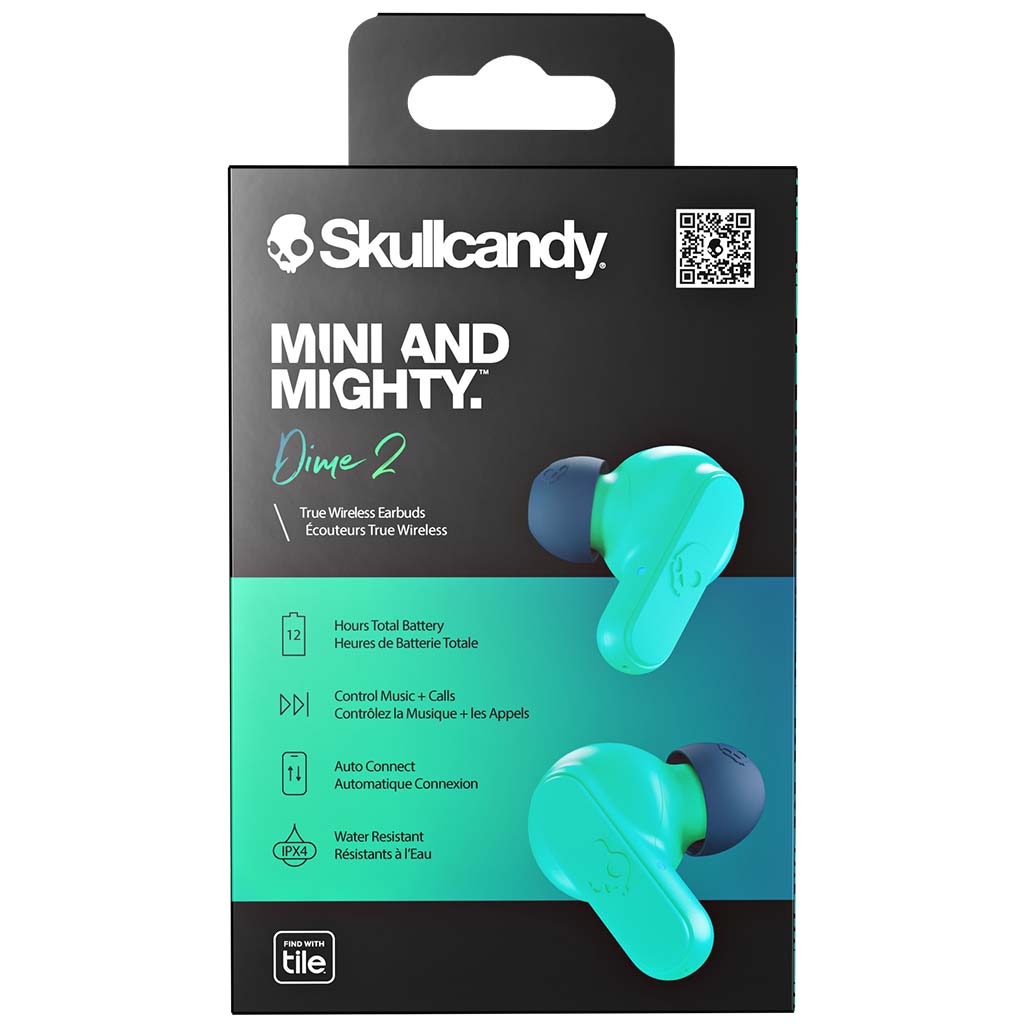 Skullcandy®
MINI AND
MIGHTY.™
Dime 2
True Wireless Earbuds
Écouteurs True Wireless
12
Hours Total Battery
Heures de Batterie Totale
Control Music + Calls
Contrôlez la Musique + les Appels
Auto Connect
Automatique Connexion
IPX4
Water Resistant
Résistants à l'Eau
FIND WITH
tile